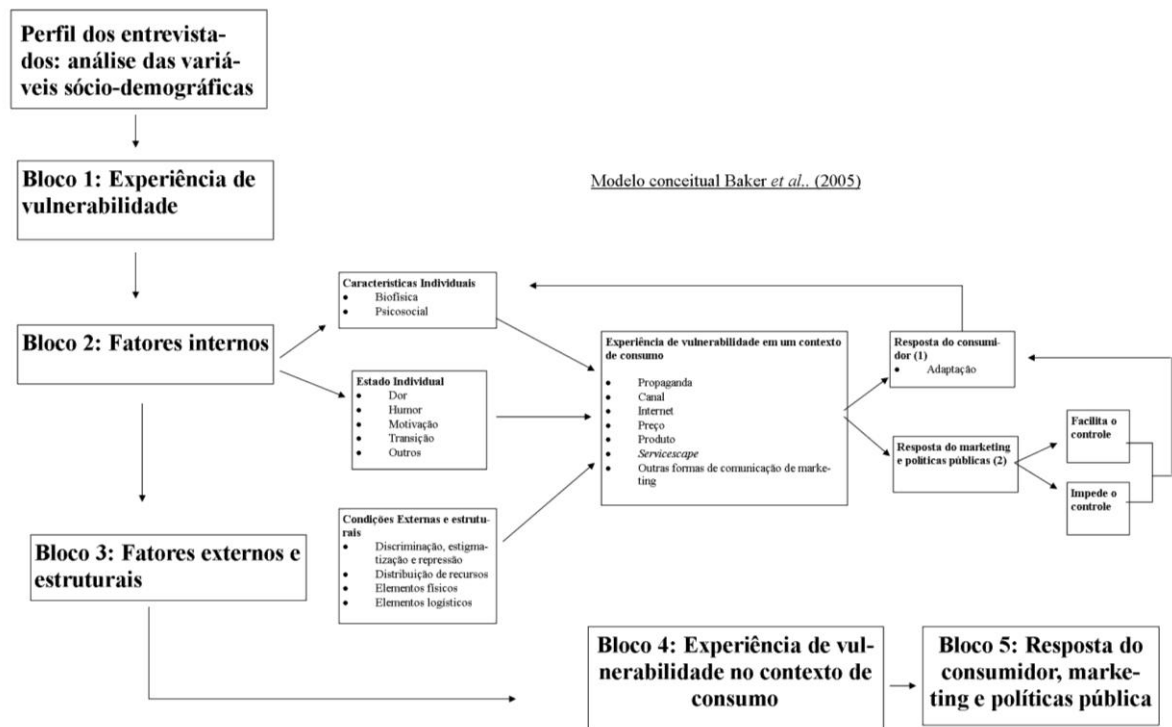 Perfil dos entrevista-
dos: análise das variá-
veis sócio-demográficas
Bloco 1: Experiência de
vulnerabilidade
Modelo conceitual Baker et al.. (2005)
Bloco 2: Fatores internos
Características Individuais
• Biofísica
• Psicosocial
Estado Individual
• Dor
• Humor
• Motivação
• Transição
• Outros
Condições Externas e estrutu-
rais
• Discriminação, estigma-
tização e repressão
• Distribuição de recursos
• Elementos físicos
• Elementos logísticos
Experiência de vulnerabilidade em um contexto
de consumo
• Propaganda
• Canal
• Internet
• Preço
• Produto
• Servicescape
• Outras formas de comunicação de marke-
ting
Resposta do consumi-
dor (1)
• Adaptação
Resposta do marketing
e políticas públicas (2)
Facilita o
controle
Impede o
controle
Bloco 3: Fatores externos e
estruturais
Bloco 4: Experiência de vul-
nerabilidade no contexto de
consumo
Bloco 5: Resposta do
consumidor, marke-
ting e políticas pública